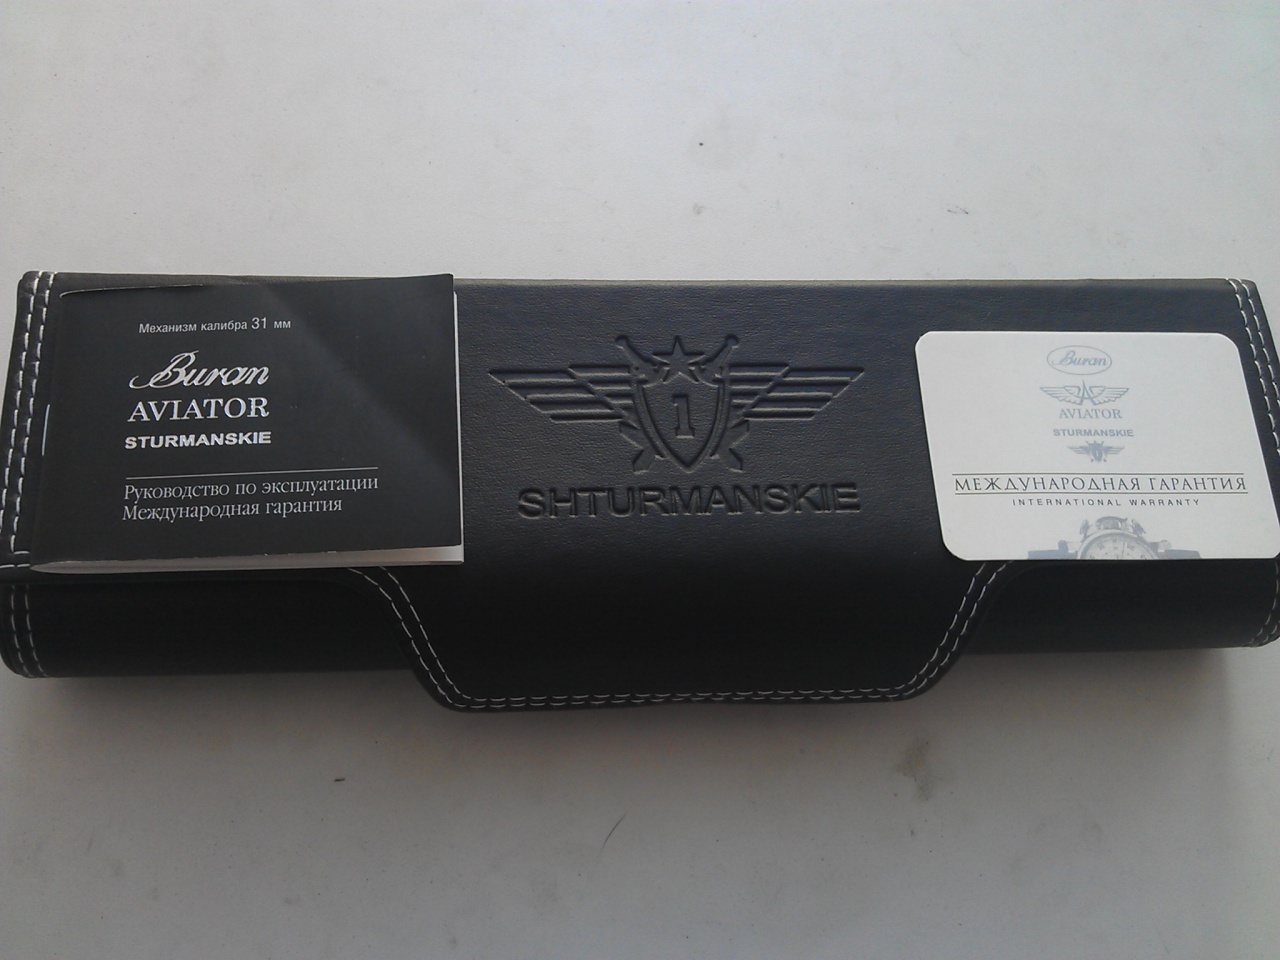 Механизм калибра 31 мм
Buran
AVIATOR
STURMANSKIE
Руководство по эксплуатации
Международная гарантия
1
SHTURMANSKIE
Buran
AVIATOR
STURMANSKIE
МЕЖДУНАРОДНАЯ ГАРАНТИЯ
INTERNATIONAL WARRANTY